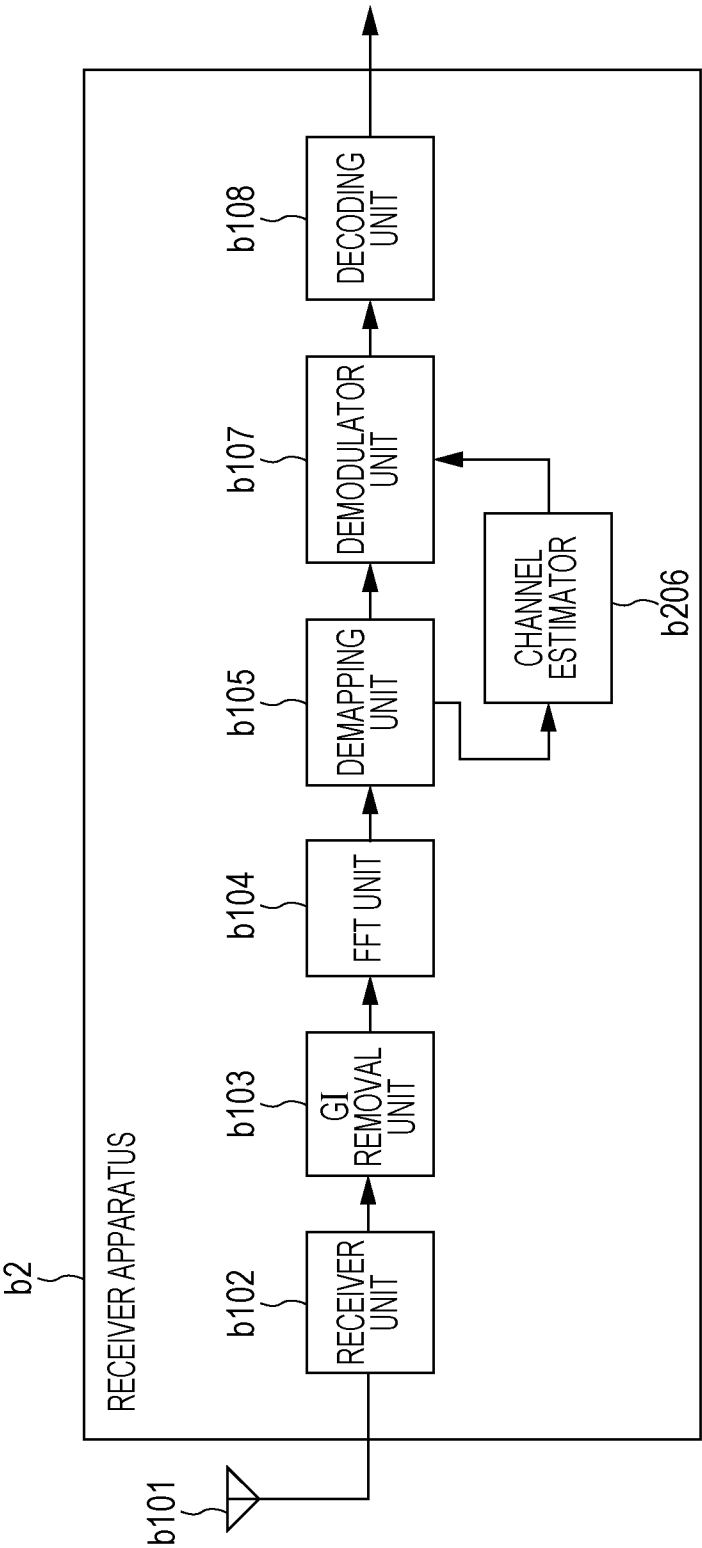 b2
RECEIVER APPARATUS
b101
b102
RECEIVER
UNIT
b103
GI
REMOVAL
UNIT
b104
FFT UNIT
b105
DEMAPPING
UNIT
b107
DEMODULATOR
UNIT
b108
DECODING
UNIT
CHANNEL
ESTIMATOR
b206